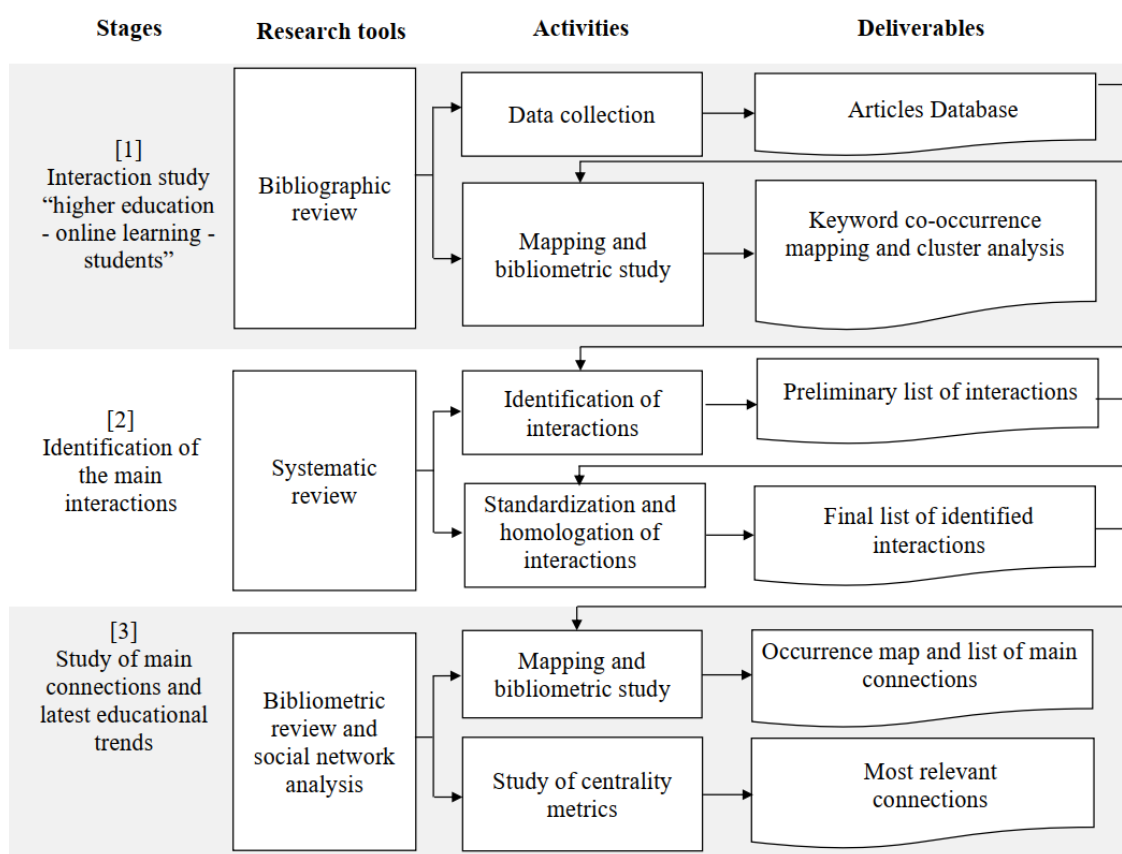 Stages Research tools Activities Deliverables
[1]
Interaction study
“higher education
- online learning -
students”
Bibliographic
review
Data collection
Articles Database
Mapping and
bibliometric study
Keyword co-occurrence
mapping and cluster analysis
[2]
Identification of
the main
interactions
Systematic
review
Identification of
interactions
Preliminary list of interactions
Standardization and
homologation of
interactions
Final list of identified
interactions
[3]
Study of main
connections and
latest educational
trends
Bibliometric
review and
social network
analysis
Mapping and
bibliometric study
Occurrence map and list of main
connections
Study of centrality
metrics
Most relevant
connections